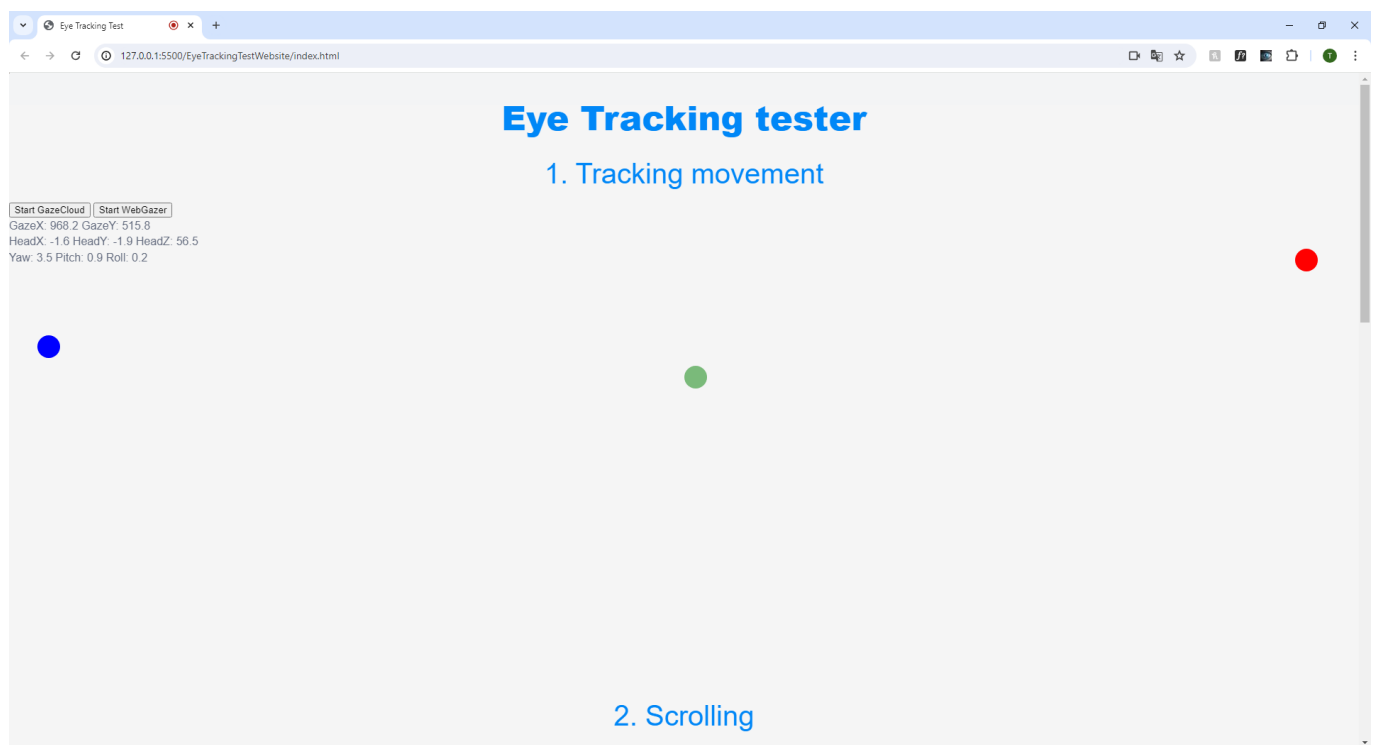 Eye Tracking Test
127.0.0.1:5500/EyeTrackingTestWebsite/index.html
T
Eye Tracking tester
1. Tracking movement
Start GazeCloud Start WebGazer
GazeX: 968.2 GazeY: 515.8
HeadX: -1.6 HeadY: -1.9 HeadZ: 56.5
Yaw: 3.5 Pitch: 0.9 Roll: 0.2
2. Scrolling